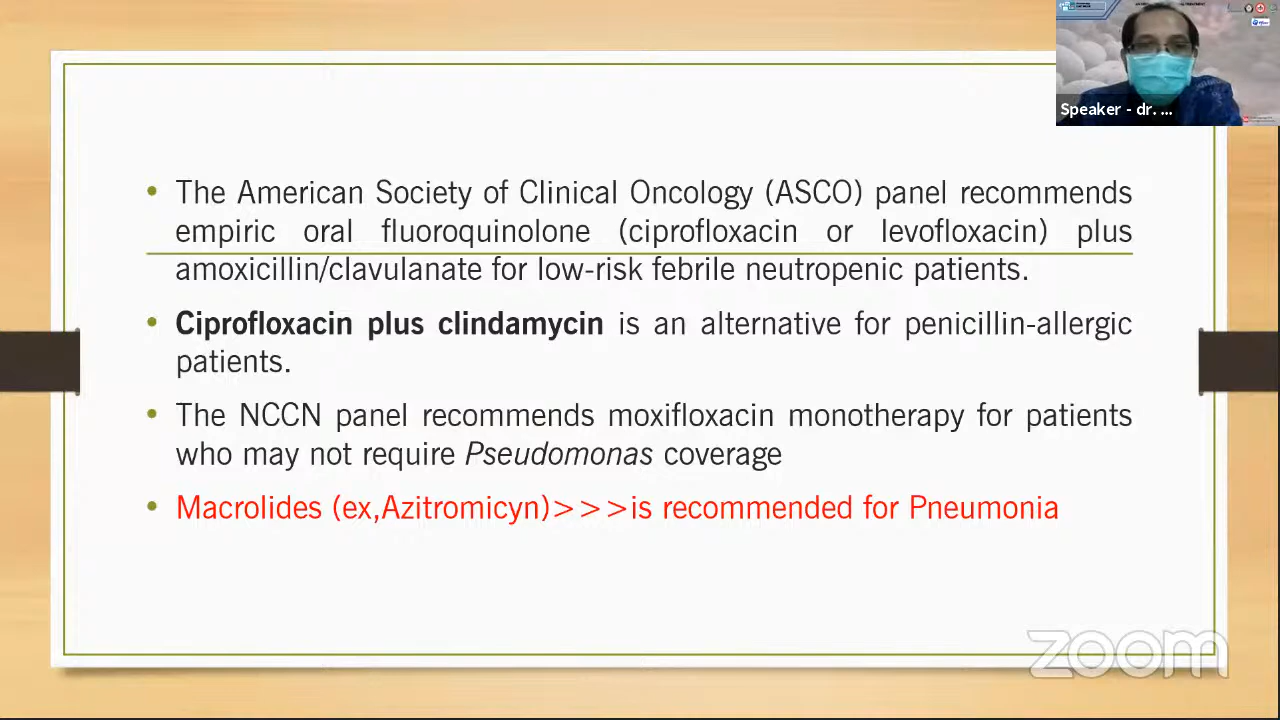 Speaker - dr. ...
• The American Society of Clinical Oncology (ASCO) panel recommends
empiric oral fluoroquinolone (ciprofloxacin or levofloxacin) plus
amoxicillin/clavulanate for low-risk febrile neutropenic patients.
• Ciprofloxacin plus clindamycin is an alternative for penicillin-allergic
patients.
• The NCCN panel recommends moxifloxacin monotherapy for patients
who may not require Pseudomonas coverage
• Macrolides (ex,Azitromicyn)>>>is recommended for Pneumonia
zoom